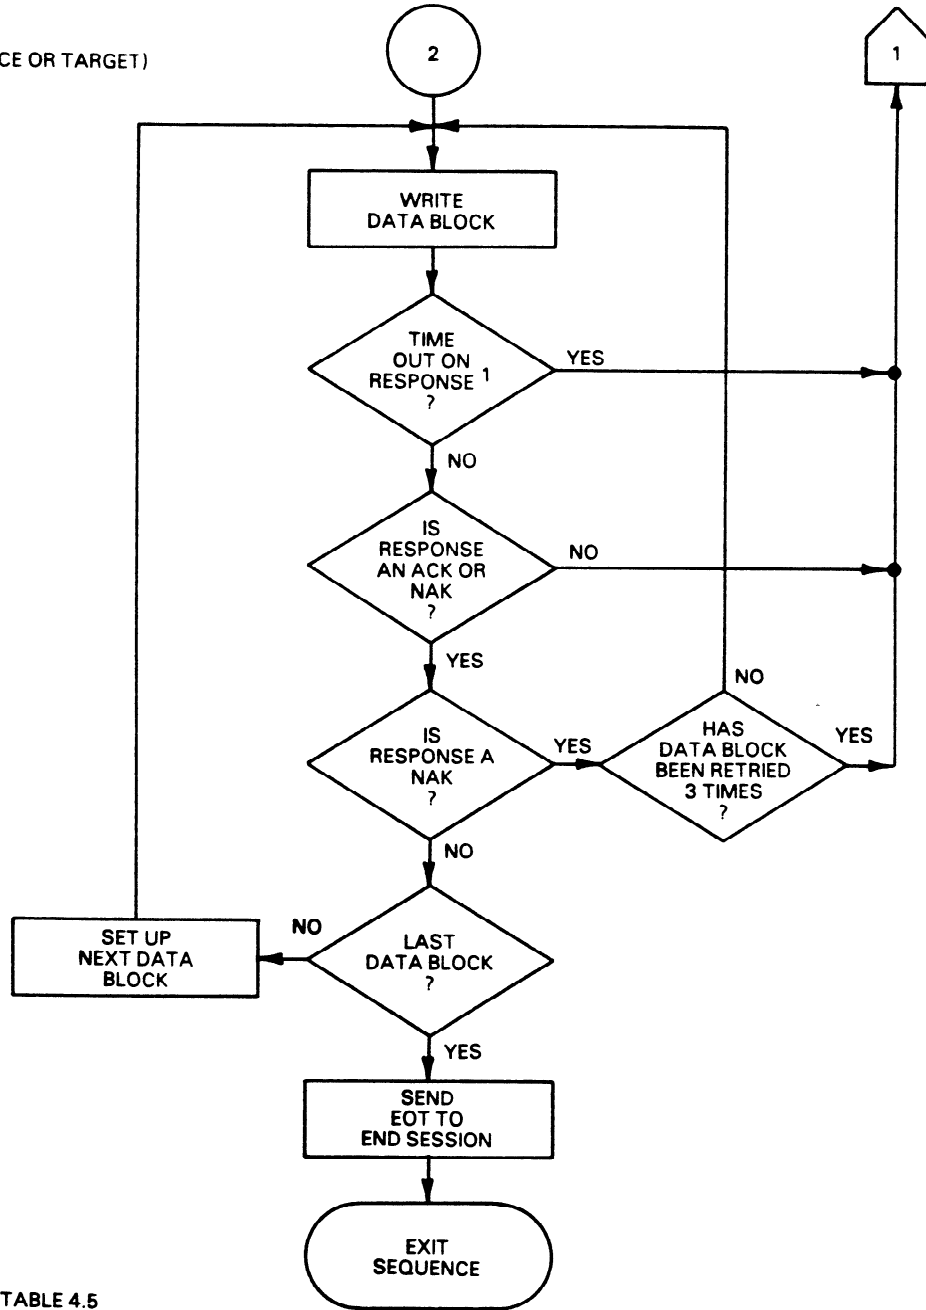 CE OR TARGET)
2
1
WRITE
DATA BLOCK
TIME
OUT ON
RESPONSE 1
?
YES
NO
IS
RESPONSE
AN ACK OR
NAK
?
NO
YES
IS
RESPONSE A
NAK
?
YES
NO
HAS
DATA BLOCK
BEEN RETRIED
3 TIMES
?
YES
NO
LAST
DATA BLOCK
?
NO
SET UP
NEXT DATA
BLOCK
YES
SEND
EOT TO
END SESSION
EXIT
SEQUENCE
TABLE 4.5